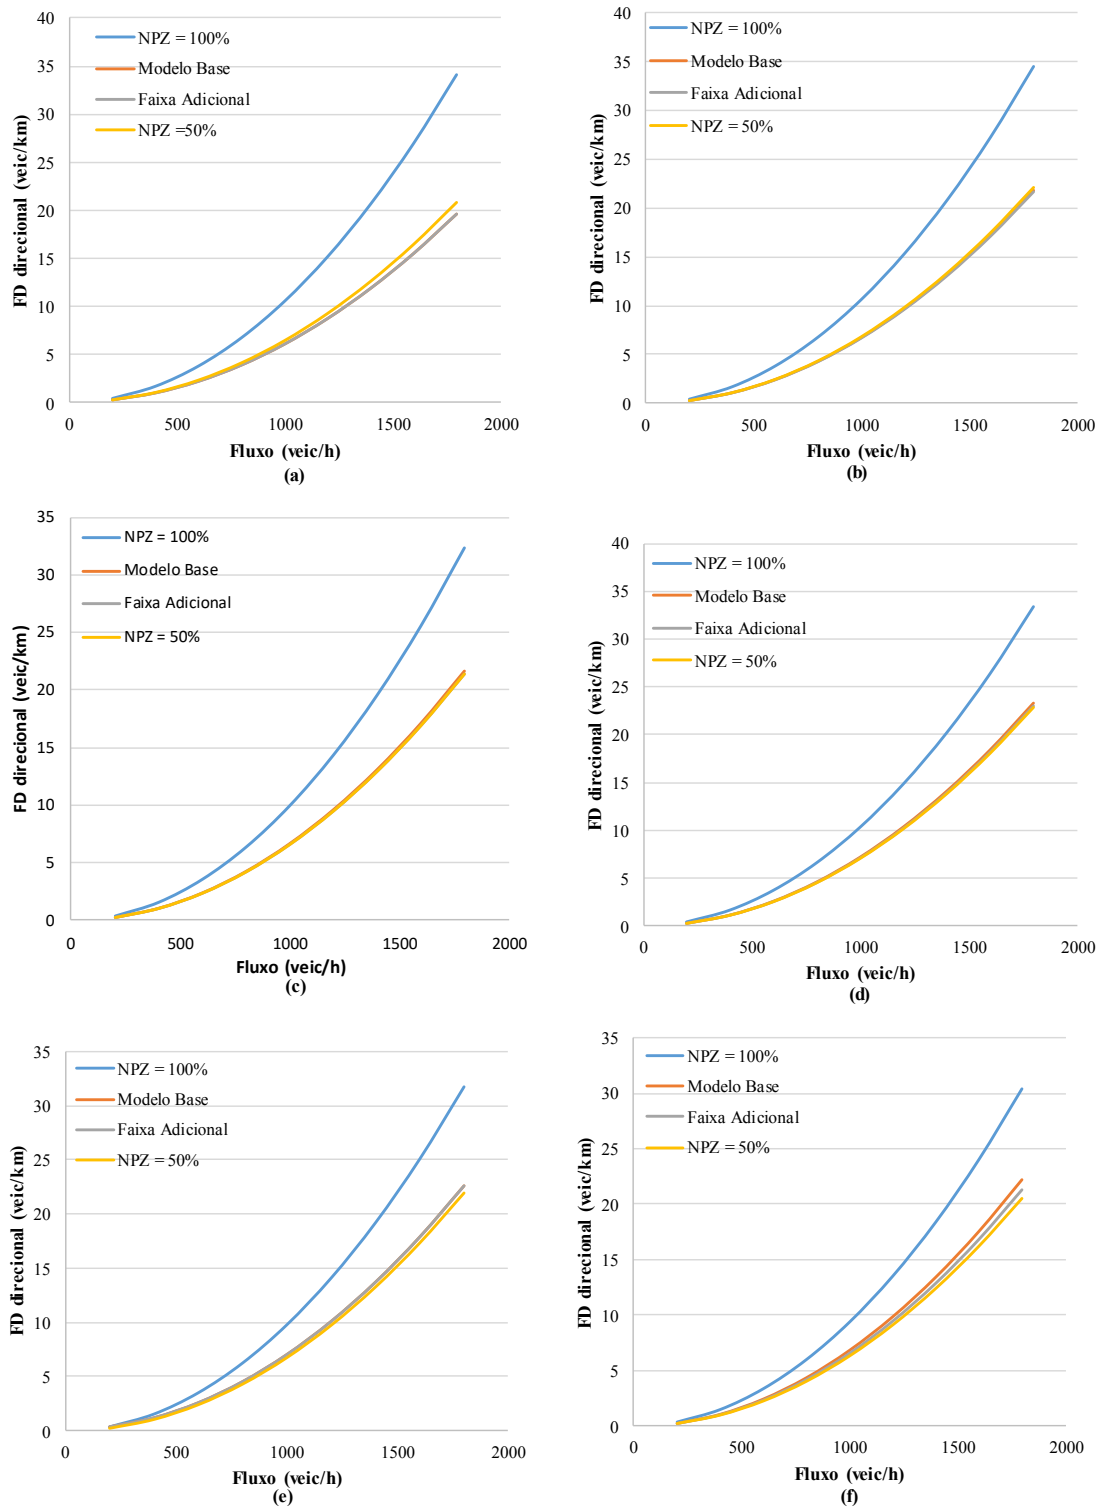 40
35
30
25
20
15
10
5
0
FD direcional (veic/km)
NPZ = 100%
Modelo Base
Faixa Adicional
NPZ =50%
0 500 1000 1500 2000
Fluxo (veic/h)
(a)
40
35
30
25
20
15
10
5
0
FD direcional (veic/km)
NPZ = 100%
Modelo Base
Faixa Adicional
NPZ = 50%
0 500 1000 1500 2000
Fluxo (veic/h)
(b)
35
30
25
20
15
10
5
0
FD direcional (veic/km)
NPZ = 100%
Modelo Base
Faixa Adicional
NPZ = 50%
0 500 1000 1500 2000
Fluxo (veic/h)
(c)
40
35
30
25
20
15
10
5
0
FD direcional (veic/km)
NPZ = 100%
Modelo Base
Faixa Adicional
NPZ = 50%
0 500 1000 1500 2000
Fluxo (veic/h)
(d)
35
30
25
20
15
10
5
0
FD direcional (veic/km)
NPZ = 100%
Modelo Base
Faixa Adicional
NPZ = 50%
0 500 1000 1500 2000
Fluxo (veic/h)
(e)
35
30
25
20
15
10
5
0
FD direcional (veic/km)
NPZ = 100%
Modelo Base
Faixa Adicional
NPZ = 50%
0 500 1000 1500 2000
Fluxo (veic/h)
(f)